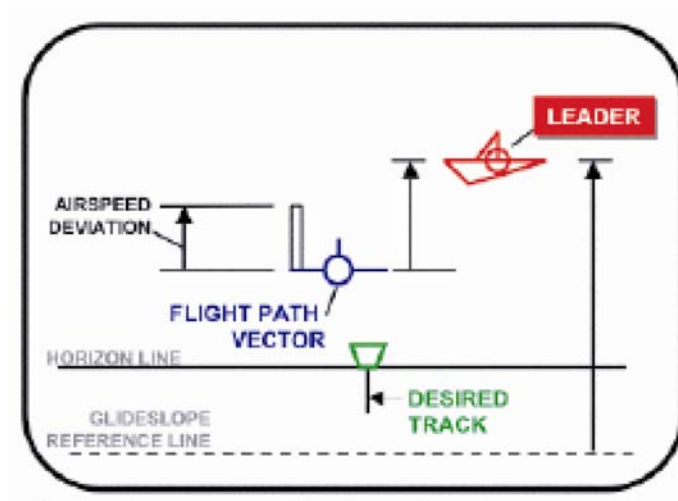 LEADER
AIRSPEED
DEVIATION
FLIGHT PATH
VECTOR
HORIZON LINE
DESIRED
TRACK
GLIDESLOPE
REFERENCE LINE